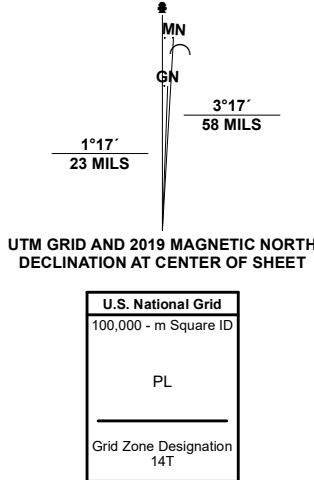 MN
GN
3°17´
58 MILS
1°17´
23 MILS
UTM GRID AND 2019 MAGNETIC NORTH
DECLINATION AT CENTER OF SHEET
U.S. National Grid
100,000 - m Square ID
PL
Grid Zone Designation
14T